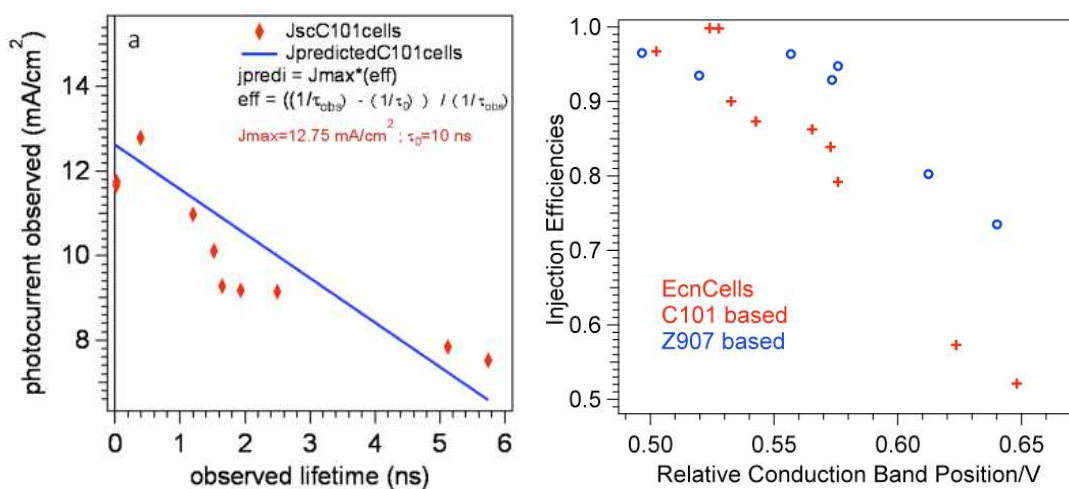 a
JscC101cells
JpredictedC101cells
jpredi = Jmax*(eff)
eff = ((1/τobs) - (1/τ0)) / (1/τobs)
Jmax=12.75 mA/cm² ; τ0=10 ns
photocurrent observed (mA/cm²)
14
12
10
8
0 1 2 3 4 5 6
observed lifetime (ns)
Injection Efficiencies
1.0
0.9
0.8
0.7
0.6
0.5
EcnCells
C101 based
Z907 based
0.50 0.55 0.60 0.65
Relative Conduction Band Position/V